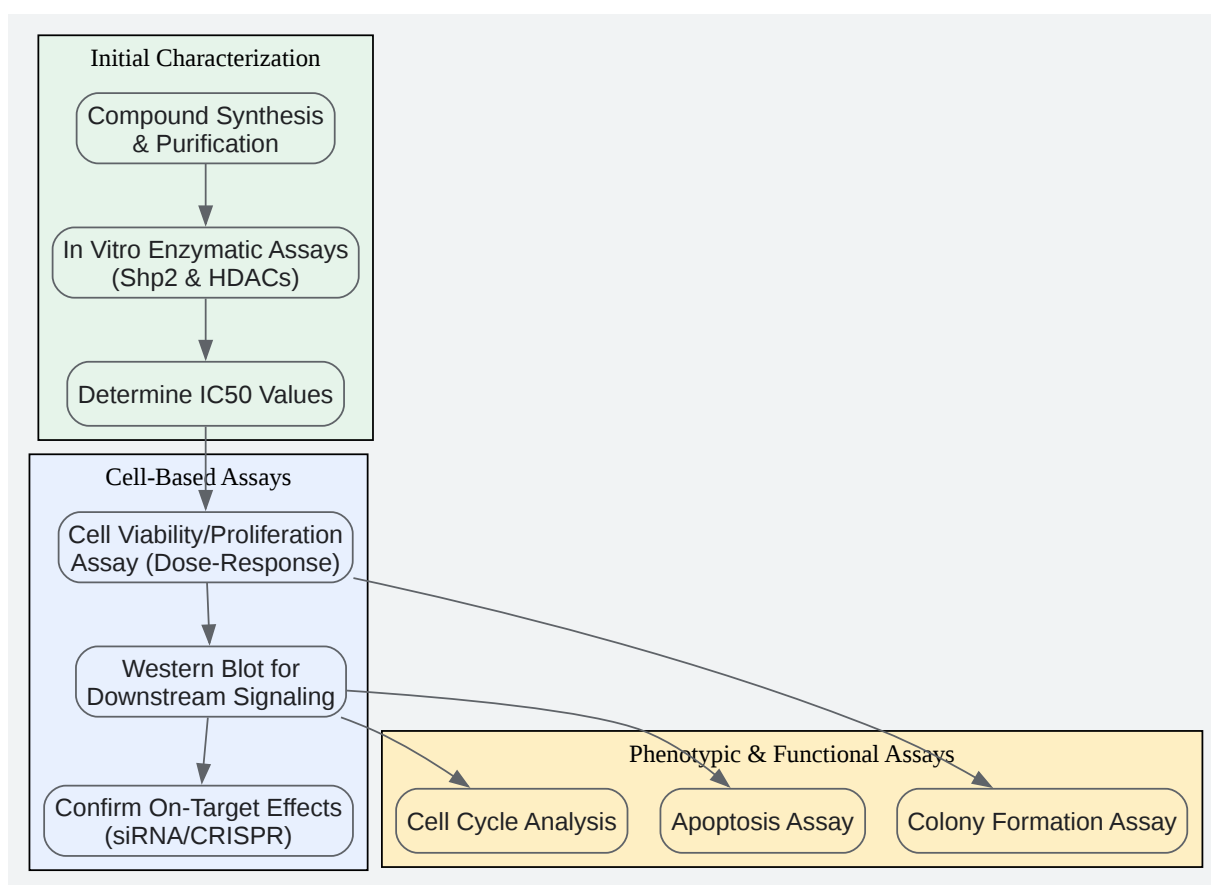 Initial Characterization
Compound Synthesis
& Purification
In Vitro Enzymatic Assays
(Shp2 & HDACs)
Determine IC50 Values
Cell-Based Assays
Cell Viability/Proliferation
Assay (Dose-Response)
Western Blot for
Downstream Signaling
Confirm On-Target Effects
(siRNA/CRISPR)
Phenotypic & Functional Assays
Cell Cycle Analysis
Apoptosis Assay
Colony Formation Assay